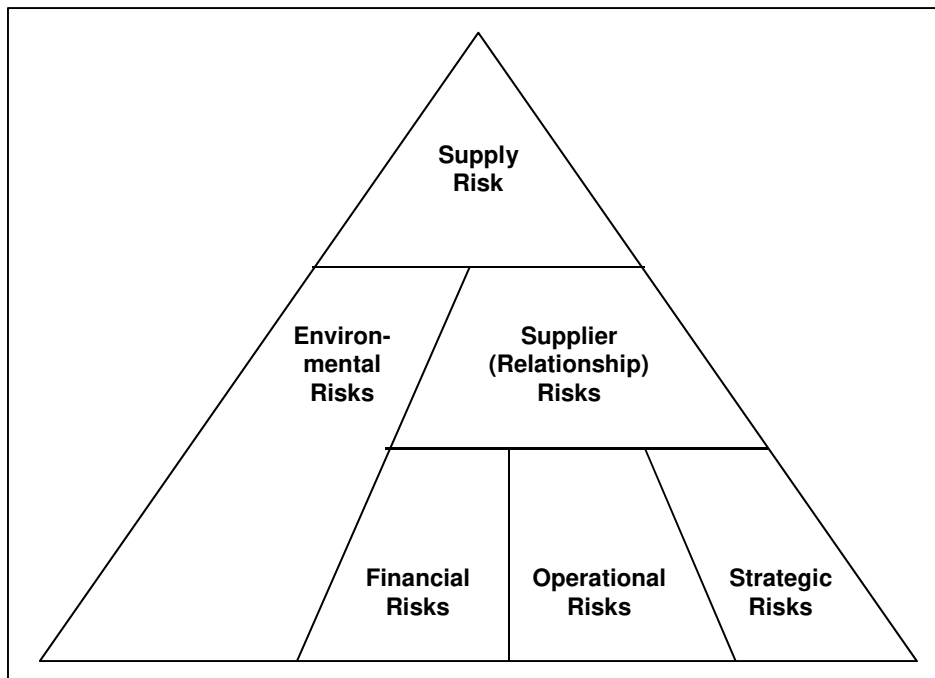 Supply
Risk
Environ-
mental
Risks
Supplier
(Relationship)
Risks
Financial
Risks
Operational
Risks
Strategic
Risks